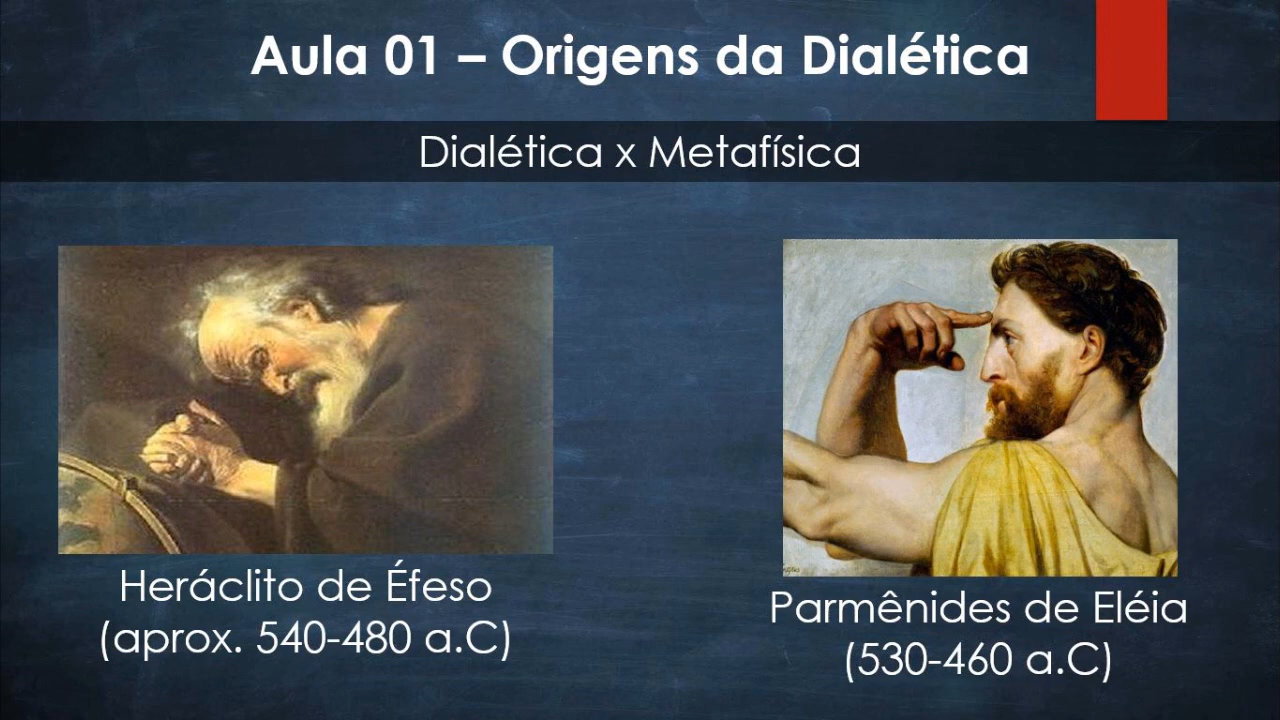 Aula 01 – Origens da Dialética
Dialética x Metafísica
Heráclito de Éfeso
(aprox. 540-480 a.C)
Parmênides de Eléia
(530-460 a.C)